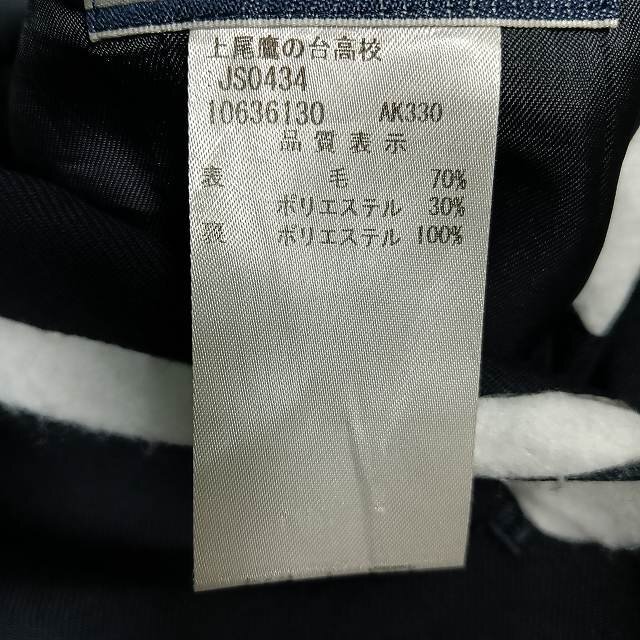 上尾鷹の台高校
JS0434
10636130 AK330
品質表示
表 毛 70%
ポリエステル 30%
裏 ポリエステル 100%